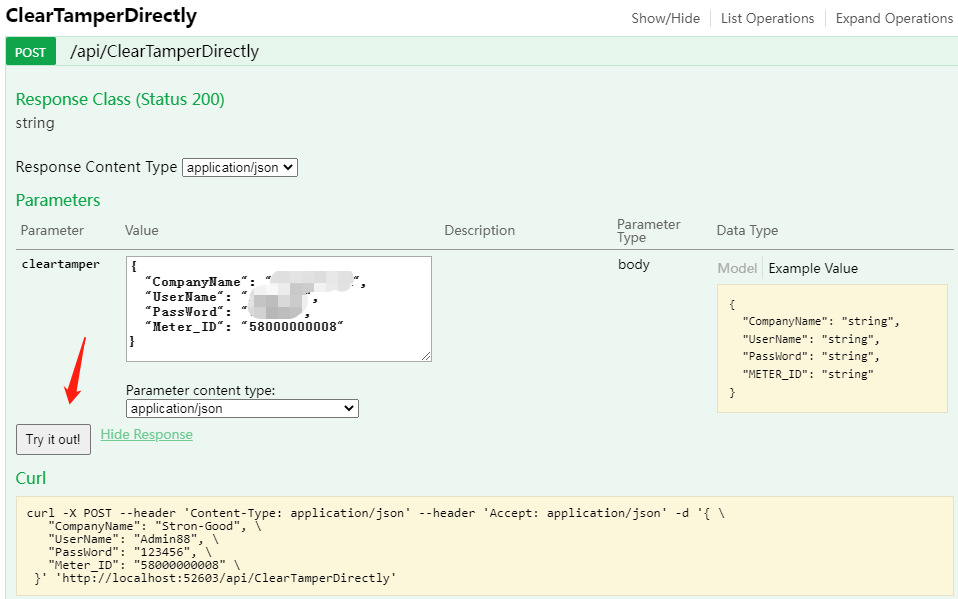 ClearTamperDirectly
Show/Hide List Operations Expand Operations
POST /api/ClearTamperDirectly
Response Class (Status 200)
string
Response Content Type application/json
Parameters
Parameter Value Description Parameter Type Data Type
cleartamper
{
"CompanyName": "",
"UserName": "",
"PassWord": "",
"Meter_ID": "58000000008"
}
body
Model Example Value
{
"CompanyName": "string",
"UserName": "string",
"PassWord": "string",
"METER_ID": "string"
}
Parameter content type:
application/json
Try it out! Hide Response
Curl
curl -X POST --header 'Content-Type: application/json' --header 'Accept: application/json' -d '{ \
"CompanyName": "Stron-Good", \
"UserName": "Admin88", \
"PassWord": "123456", \
"Meter_ID": "58000000008" \
}' 'http://localhost:52603/api/ClearTamperDirectly'